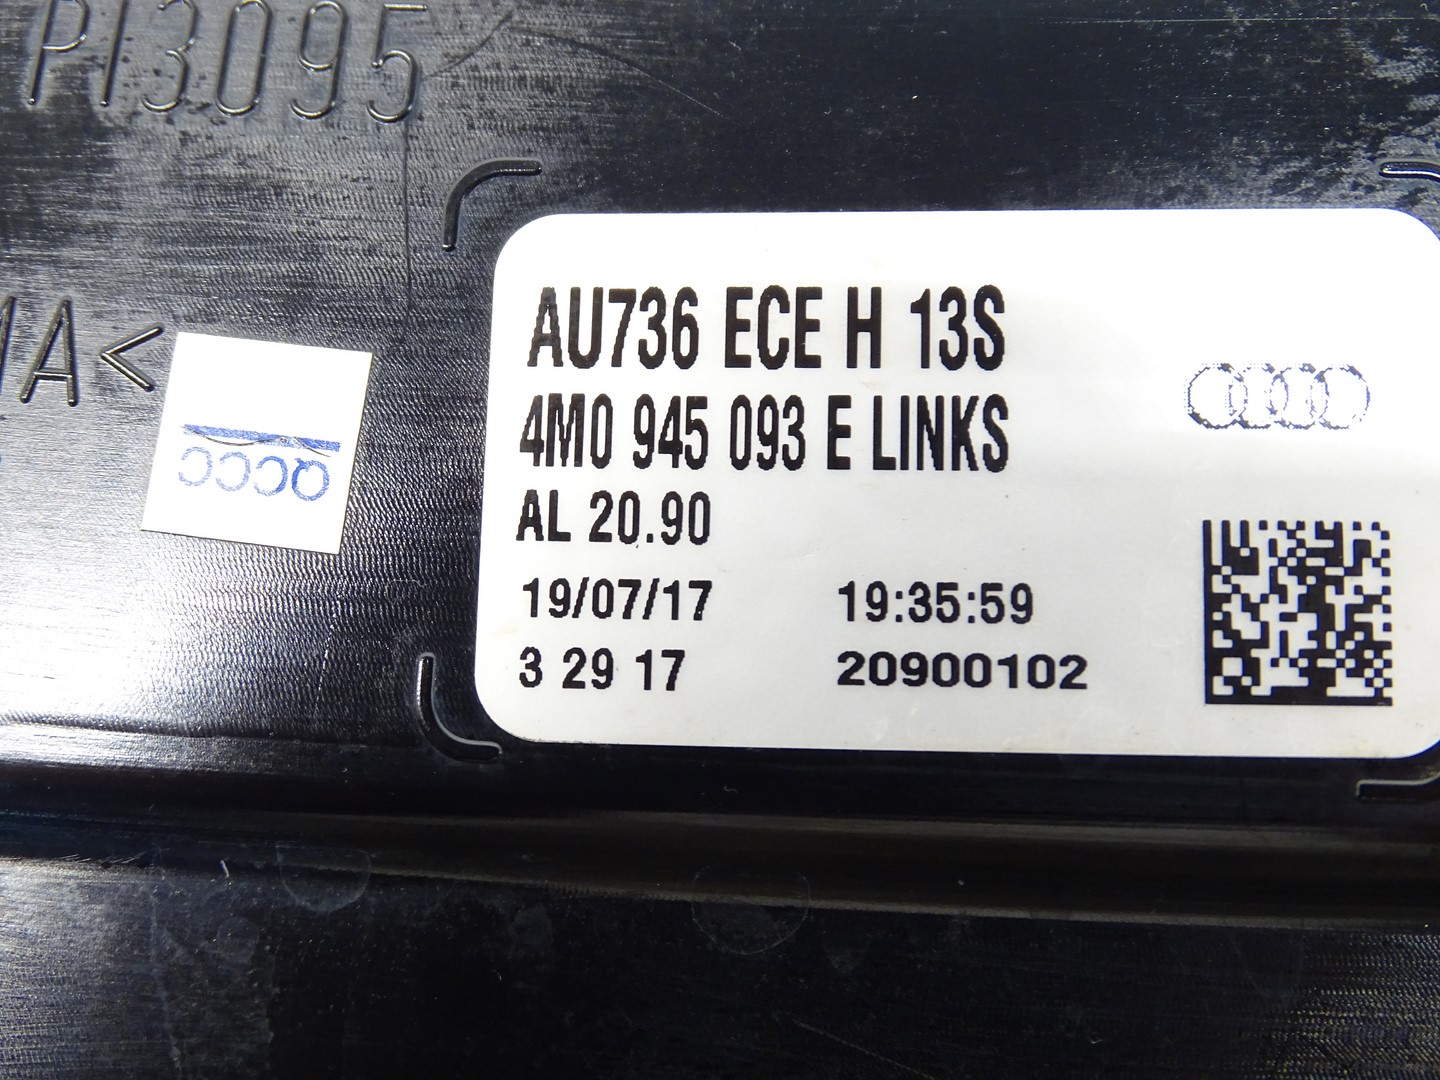 PI3095
MA<
QCCC
AU736 ECE H 13S
4M0 945 093 E LINKS
AL 20.90
19/07/17 19:35:59
3 29 17 20900102